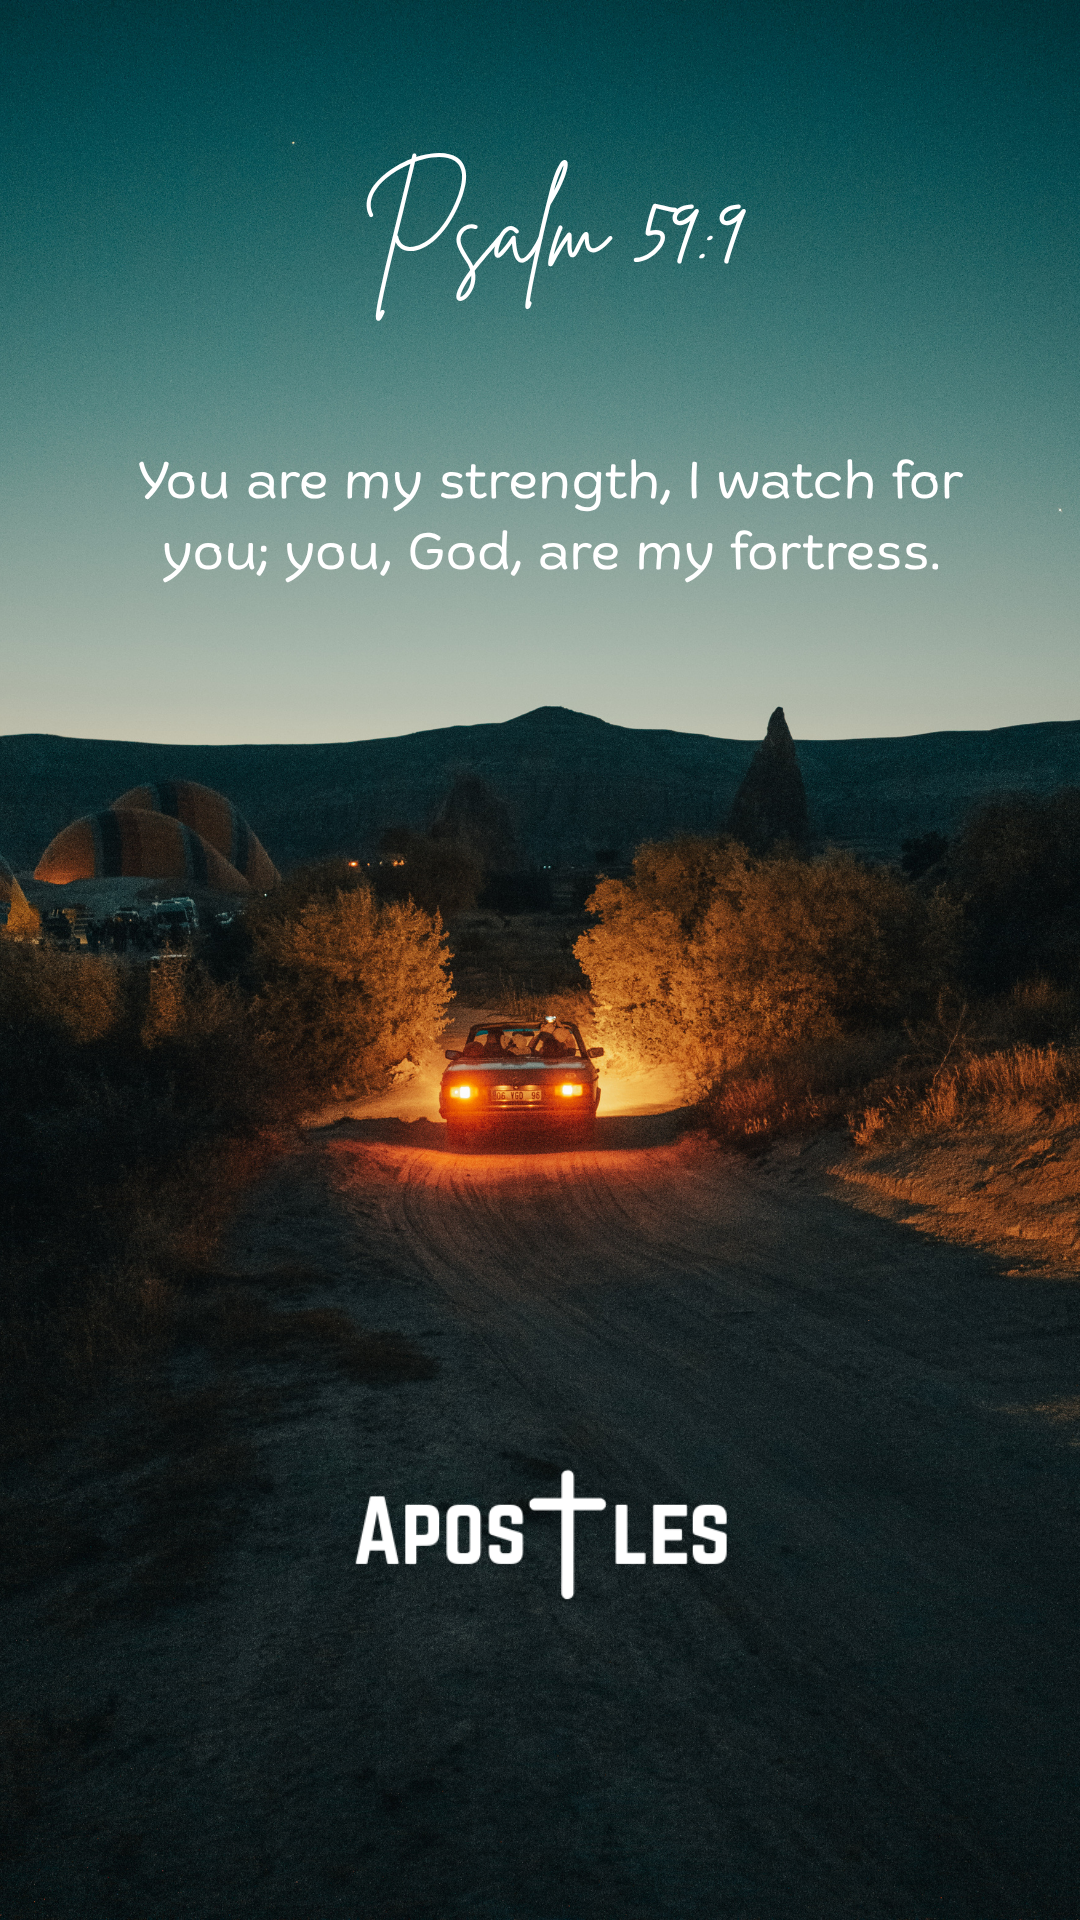 Psalm 59:9
You are my strength, I watch for
you; you, God, are my fortress.
APOSTLES